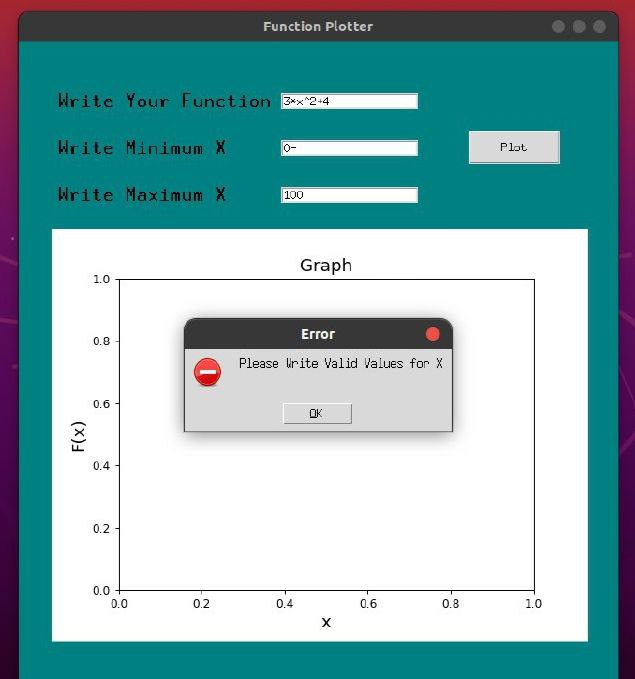 Function Plotter
Write Your Function 3*x^2+4
Write Minimum X 0-
Plot
Write Maximum X 100
Graph
1.0
0.8
0.6
0.4
0.2
0.0
F(x)
0.0 0.2 0.4 0.6 0.8 1.0
x
Error
Please Write Valid Values for X
OK